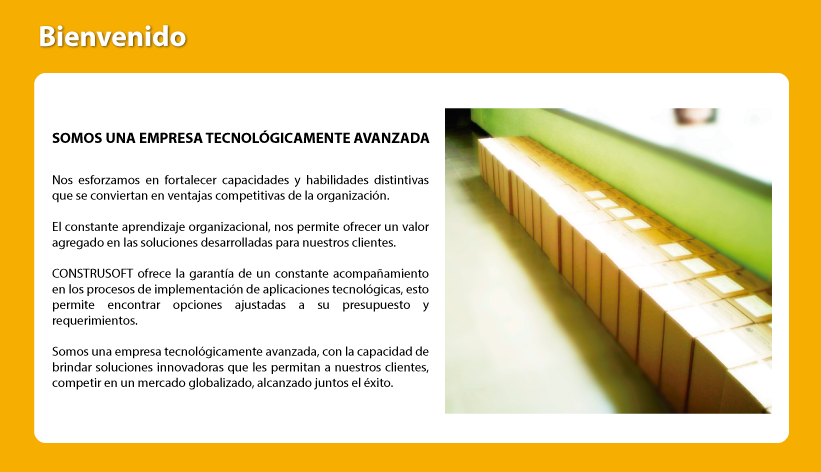 Bienvenido
SOMOS UNA EMPRESA TECNOLÓGICAMENTE AVANZADA
Nos esforzamos en fortalecer capacidades y habilidades distintivas
que se conviertan en ventajas competitivas de la organización.
El constante aprendizaje organizacional, nos permite ofrecer un valor
agregado en las soluciones desarrolladas para nuestros clientes.
CONSTRUSOFT ofrece la garantía de un constante acompañamiento
en los procesos de implementación de aplicaciones tecnológicas, esto
permite encontrar opciones ajustadas a su presupuesto y
requerimientos.
Somos una empresa tecnológicamente avanzada, con la capacidad de
brindar soluciones innovadoras que les permitan a nuestros clientes,
competir en un mercado globalizado, alcanzado juntos el éxito.